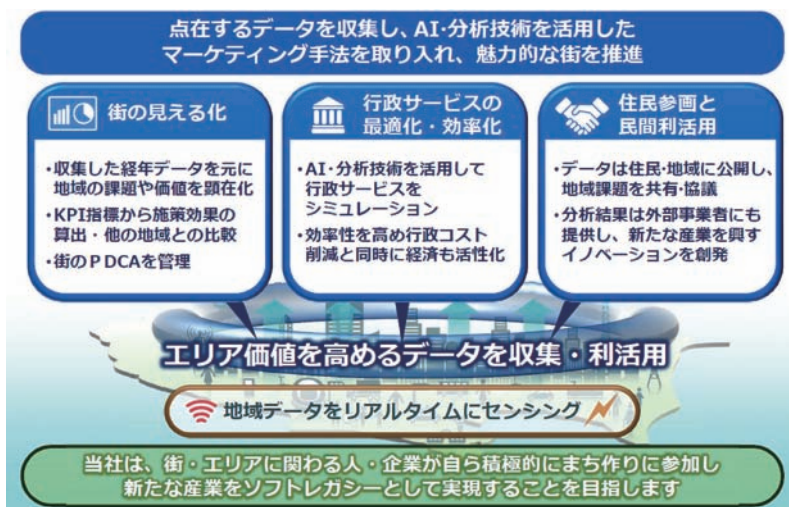 点在するデータを収集し、AI・分析技術を活用した
マーケティング手法を取り入れ、魅力的な街を推進
街の見える化
・収集した経年データを元に
地域の課題や価値を顕在化
・KPI指標から施策効果の
算出・他の地域との比較
・街のPDCAを管理
行政サービスの
最適化・効率化
・AI・分析技術を活用して
行政サービスを
シミュレーション
・効率性を高め行政コスト
削減と同時に経済も活性化
住民参画と
民間利活用
・データは住民・地域に公開し、
地域課題を共有・協議
・分析結果は外部事業者にも
提供し、新たな産業を興す
イノベーションを創発
エリア価値を高めるデータを収集・利活用
地域データをリアルタイムにセンシング
当社は、街・エリアに関わる人・企業が自ら積極的にまち作りに参加し
新たな産業をソフトレガシーとして実現することを目指します